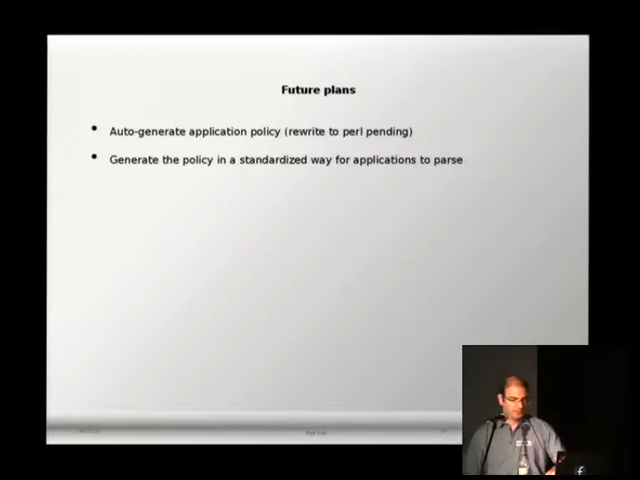 Future plans
• Auto-generate application policy (rewrite to perl pending)
• Generate the policy in a standardized way for applications to parse